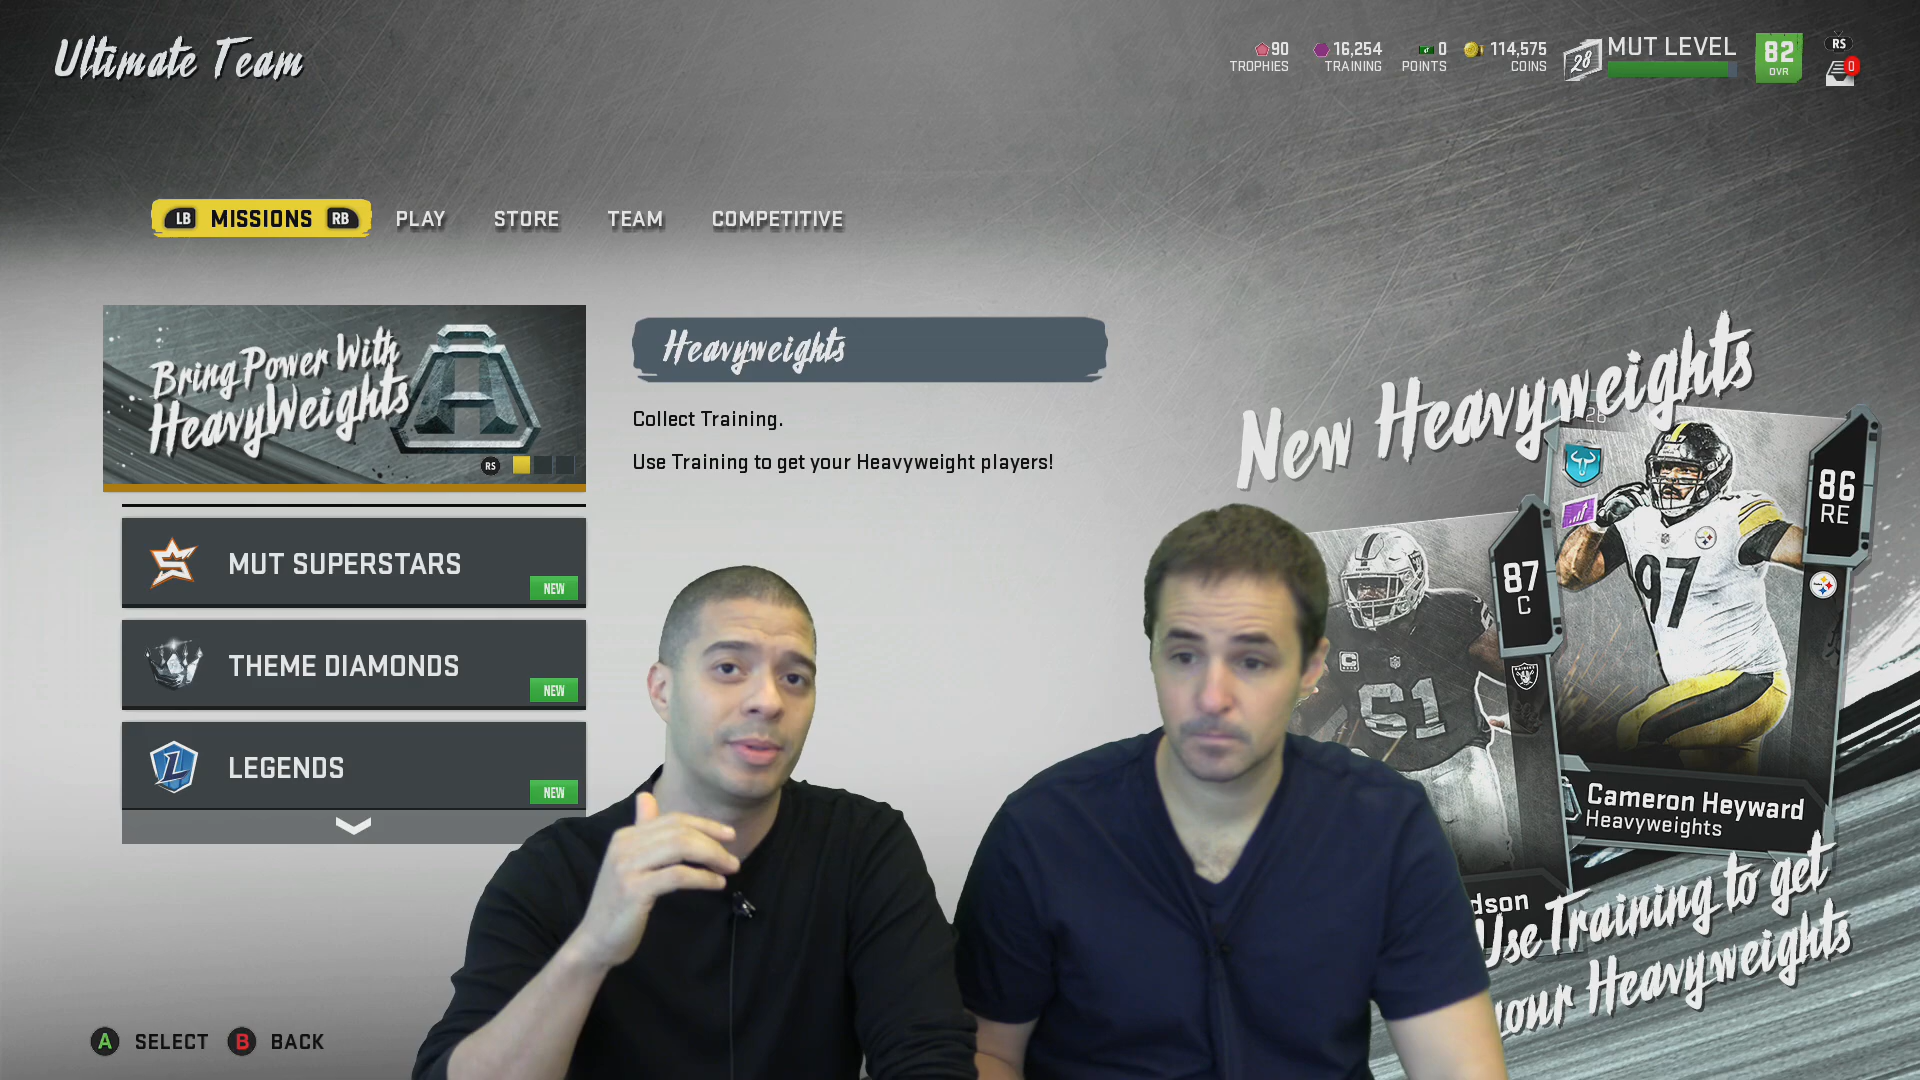 Ultimate Team
90
TROPHIES
16,254
TRAINING
0
POINTS
114,575
COINS
28
MUT LEVEL
82
OVR
RS
0
LB MISSIONS RB PLAY STORE TEAM COMPETITIVE
Bring Power With
HeavyWeights
RS
MUT SUPERSTARS
NEW
THEME DIAMONDS
NEW
LEGENDS
NEW
Heavyweights
Collect Training.
Use Training to get your Heavyweight players!
New Heavyweights
86
RE
97
87
C
61
Cameron Heyward
Heavyweights
dson
Use Training to get
your Heavyweights
A SELECT B BACK